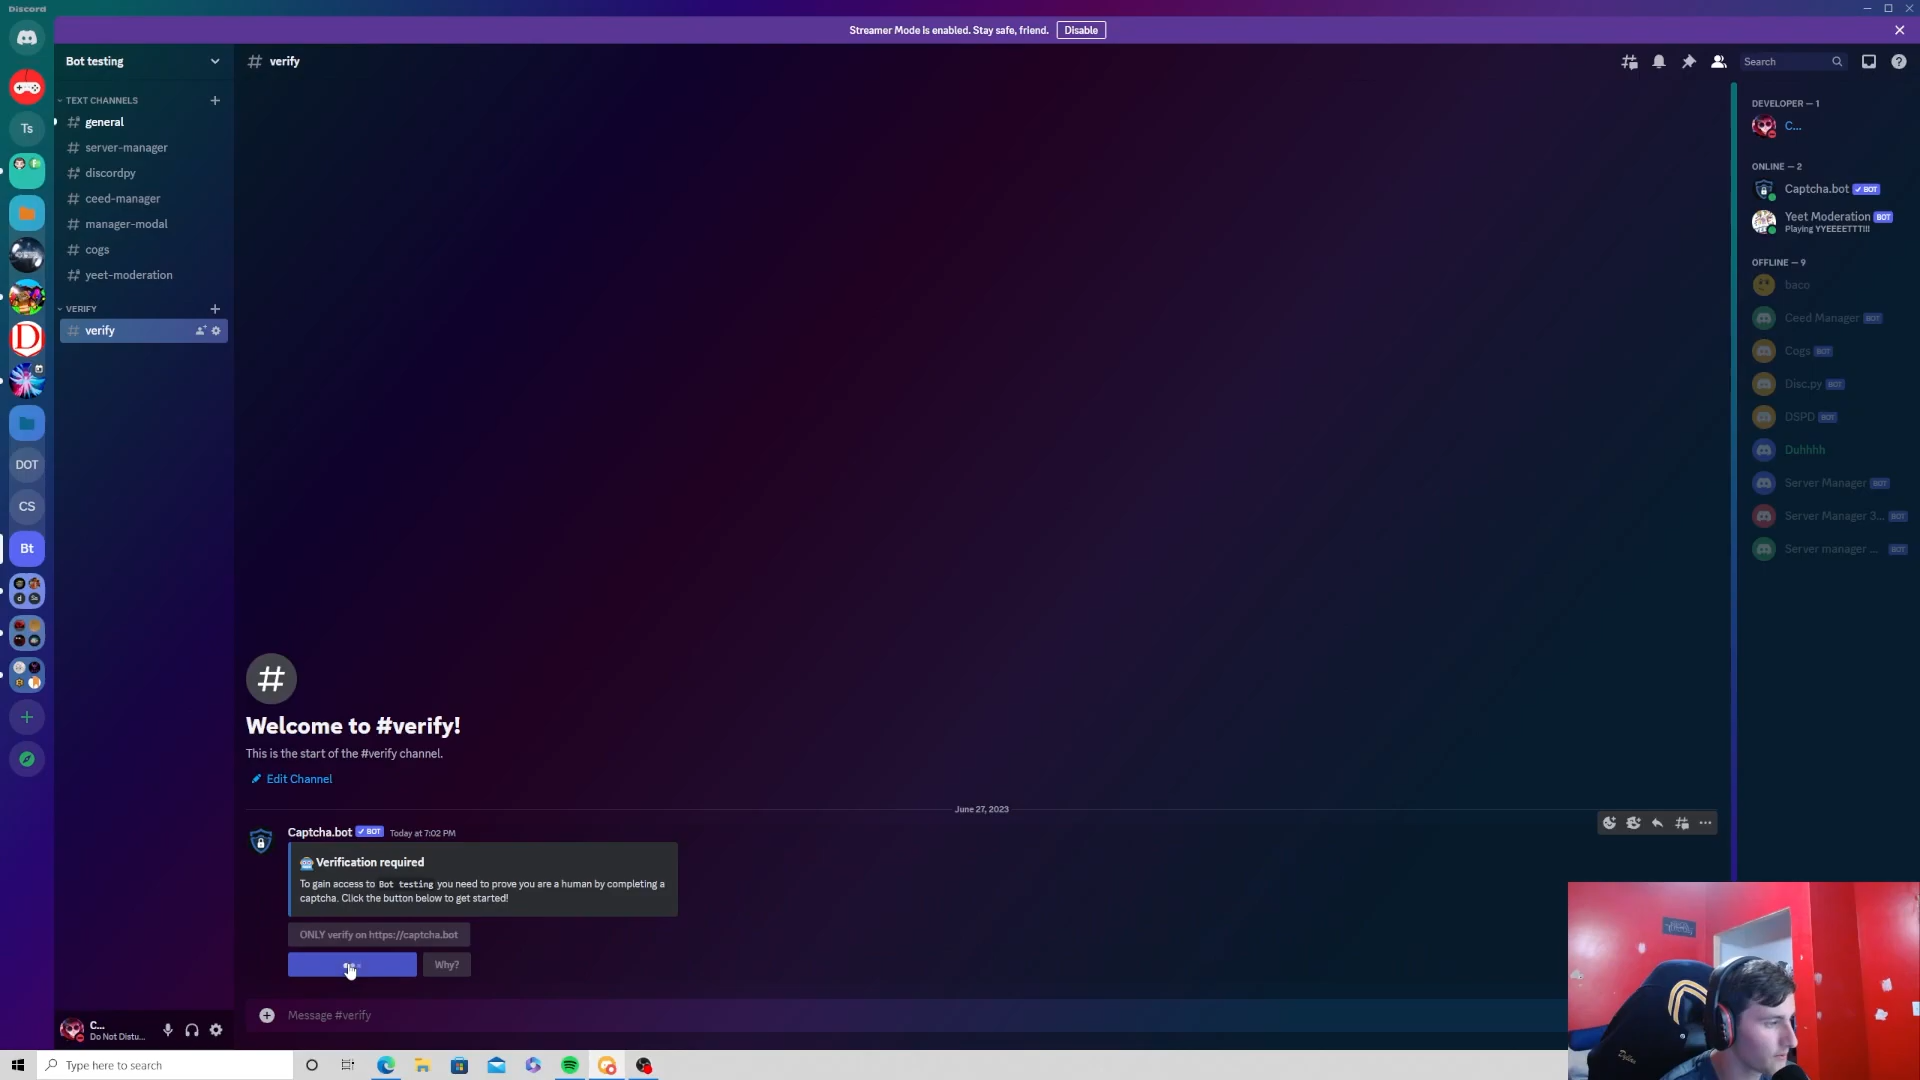 Discord
Streamer Mode is enabled. Stay safe, friend.
Disable
Bot testing
verify
Search
TEXT CHANNELS
general
server-manager
discordpy
ceed-manager
manager-modal
cogs
yeet-moderation
VERIFY
verify
Ts
D
DOT
CS
Bt
DEVELOPER — 1
C...
ONLINE — 2
Captcha.bot BOT
Yeet Moderation BOT
Playing YYEEEETTT!!!
OFFLINE — 9
baco
Ceed Manager BOT
Cogs BOT
Disc.py BOT
DSPD BOT
Duhhhh
Server Manager BOT
Server Manager 3... BOT
Server manager ... BOT
Welcome to #verify!
This is the start of the #verify channel.
Edit Channel
June 27, 2023
Captcha.bot BOT Today at 7:02 PM
Verification required
To gain access to Bot testing you need to prove you are a human by completing a
captcha. Click the button below to get started!
ONLY verify on https://captcha.bot
Why?
Message #verify
C...
Do Not Distu...
Type here to search